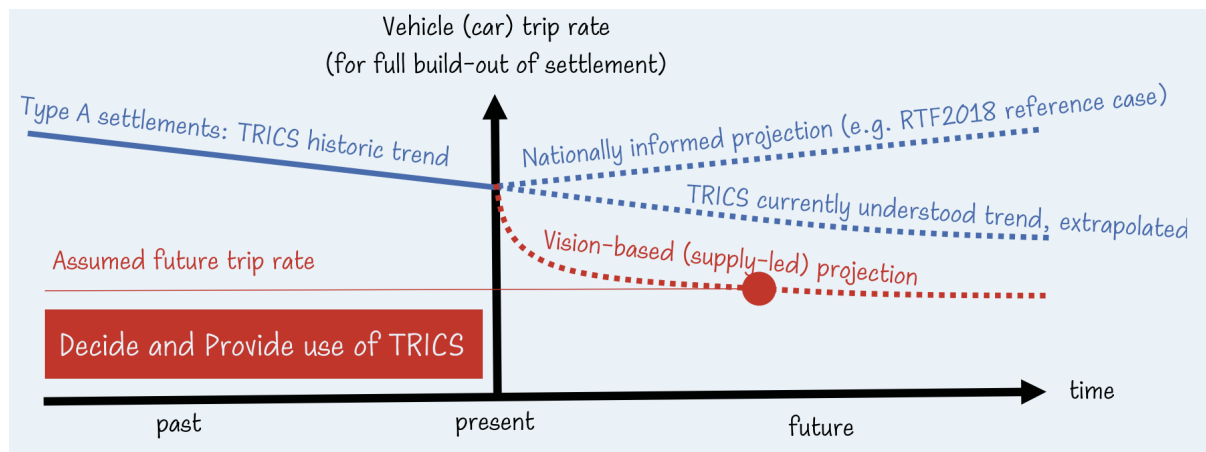 Vehicle (car) trip rate
(for full build-out of settlement)
Type A settlements: TRICS historic trend
Nationally informed projection (e.g. RTF2018 reference case)
TRICS currently understood trend, extrapolated
Vision-based (supply-led) projection
Assumed future trip rate
Decide and Provide use of TRICS
time
past
present
future